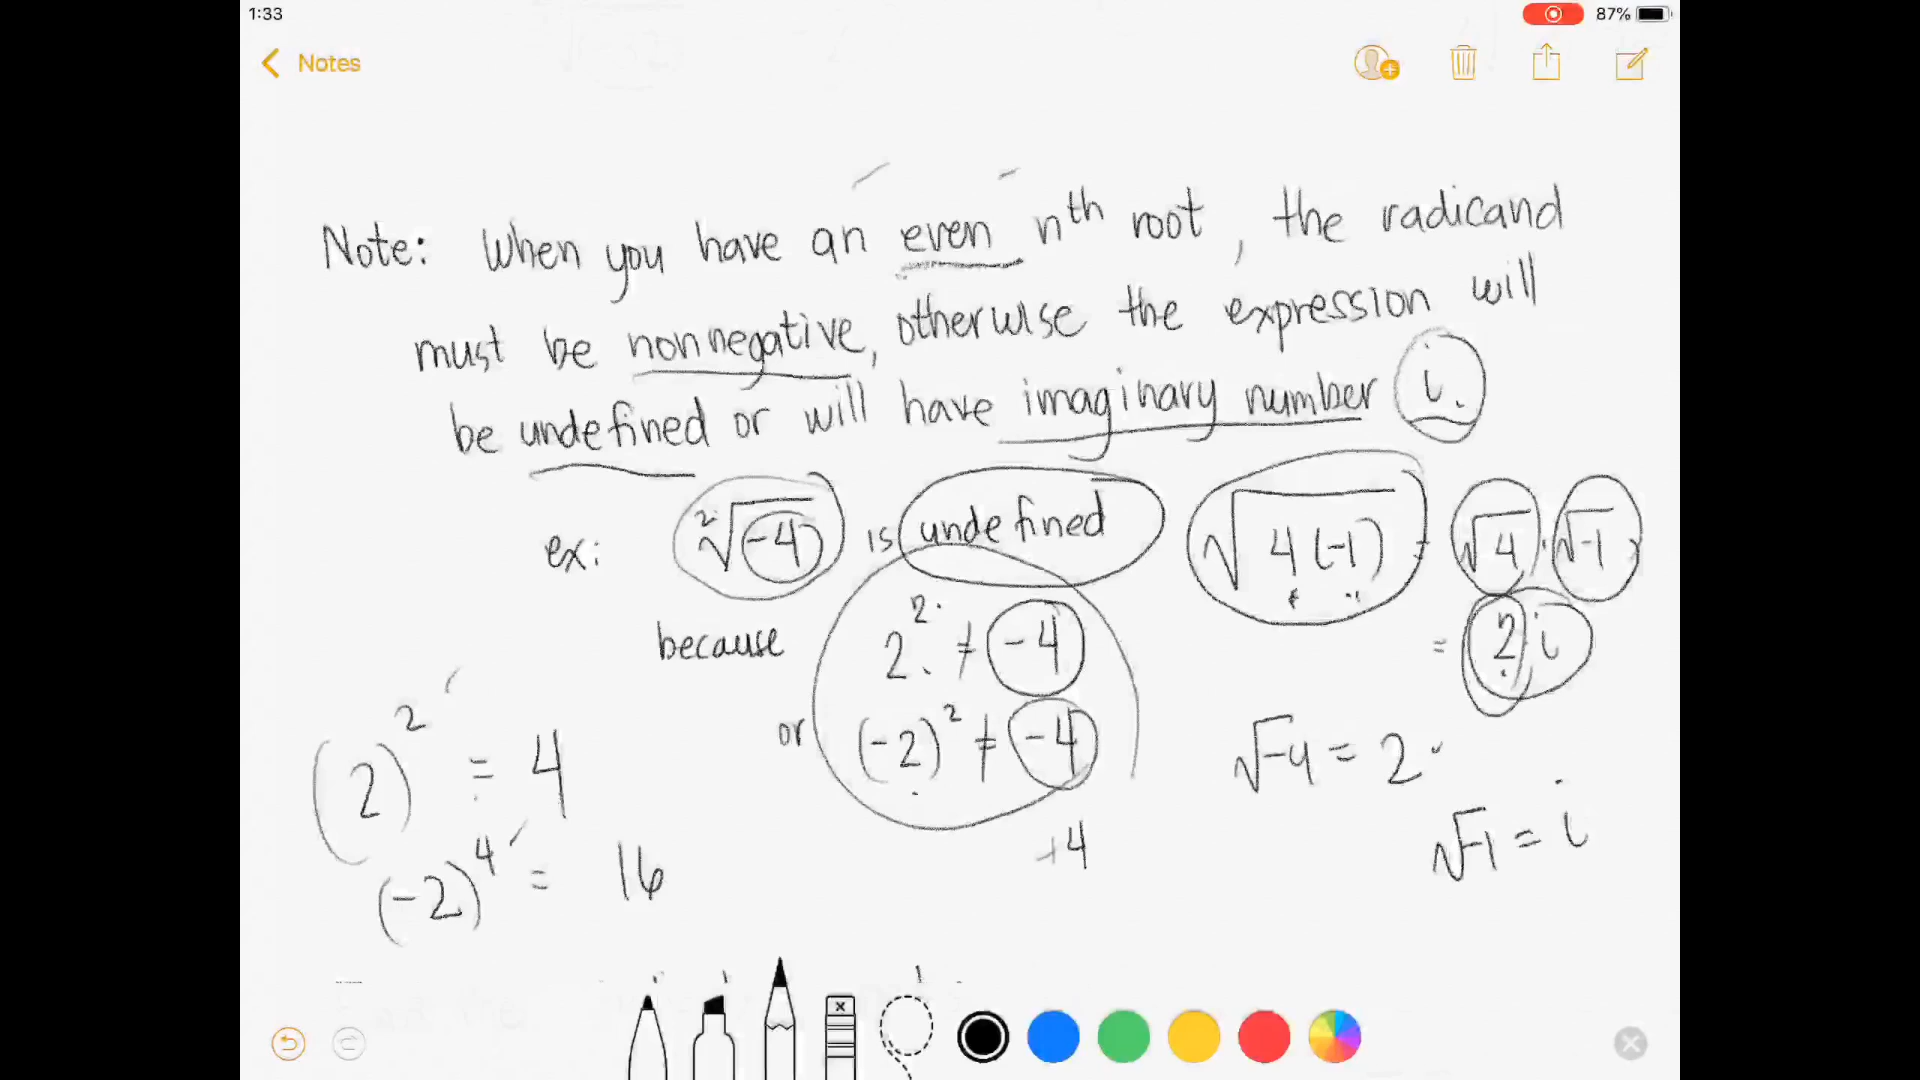 1:33
87%
Notes
Note: When you have an even nth root, the radicand
must be nonnegative, otherwise the expression will
be undefined or will have imaginary number i.
ex: ²√-4 is undefined √4(-1) = √4 · √-1
because 2² ≠ -4 = 2i
or (-2)² ≠ -4
(2)² = 4
√-4 = 2
+4
√-1 = i
(-2)⁴ = 16